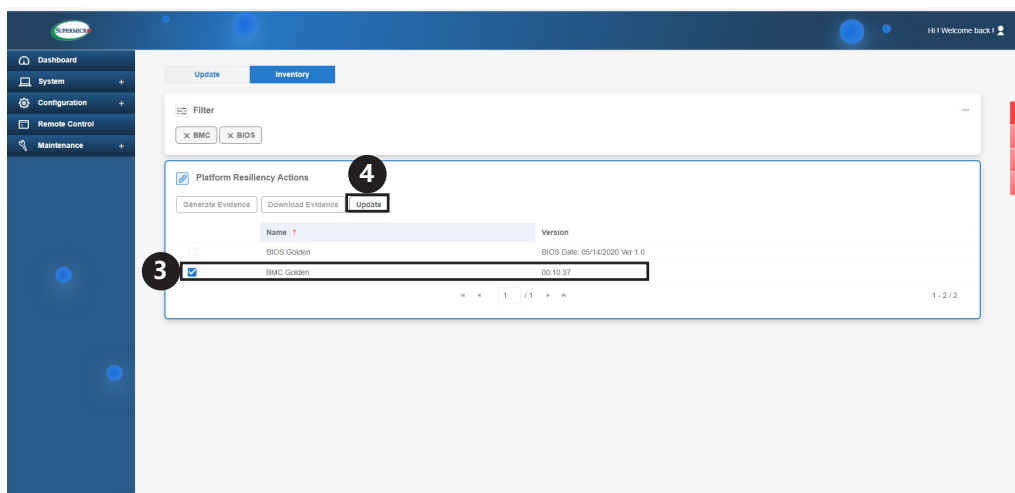 SUPERMICR
Hi ! Welcome back !
Dashboard
System +
Configuration +
Remote Control
Maintenance +
Update Inventory
Filter
× BMC × BIOS
Platform Resiliency Actions
4
Generate Evidence Download Evidence Update
Name ↑ Version
BIOS Golden BIOS Date: 05/14/2020 Ver 1.0
3
BMC Golden 00.10.37
1 / 1
1 - 2 / 2